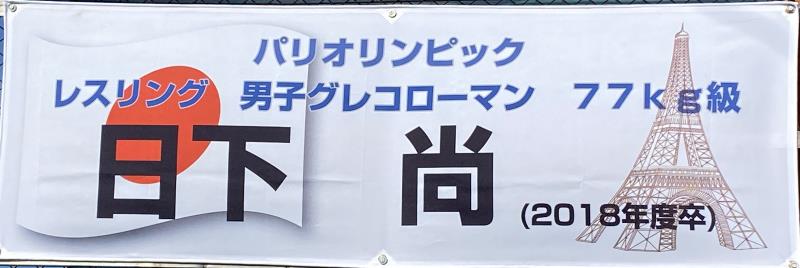 パリオリンピック
レスリング　男子グレコローマン　７７ｋｇ級
日下　尚　(2018年度卒)